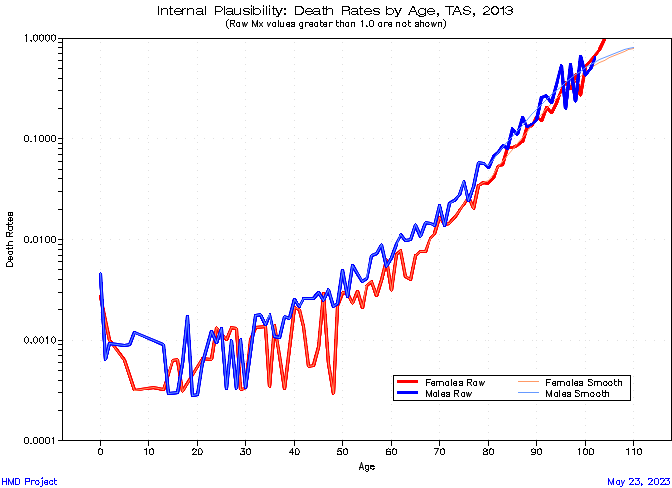 Internal Plausibility: Death Rates by Age, TAS, 2013
(Raw Mx values greater than 1.0 are not shown)
1.0000
0.1000
0.0100
0.0010
0.0001
Death Rates
0 10 20 30 40 50 60 70 80 90 100 110
Age
Females Raw Females Smooth
Males Raw Males Smooth
HMD Project May 23, 2023